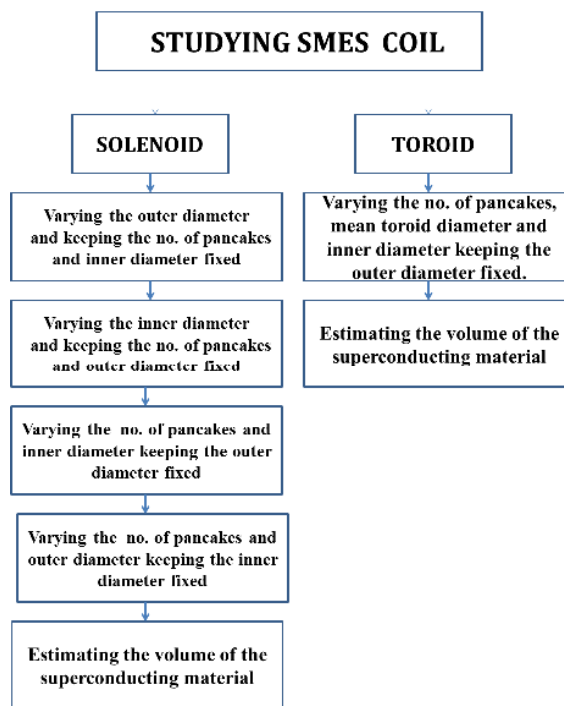 STUDYING SMES COIL
SOLENOID
Varying the outer diameter
and keeping the no. of pancakes
and inner diameter fixed
Varying the inner diameter
and keeping the no. of pancakes
and outer diameter fixed
Varying the no. of pancakes and
inner diameter keeping the outer
diameter fixed
Varying the no. of pancakes and
outer diameter keeping the inner
diameter fixed
Estimating the volume of the
superconducting material
TOROID
Varying the no. of pancakes,
mean toroid diameter and
inner diameter keeping the
outer diameter fixed.
Estimating the volume of the
superconducting material